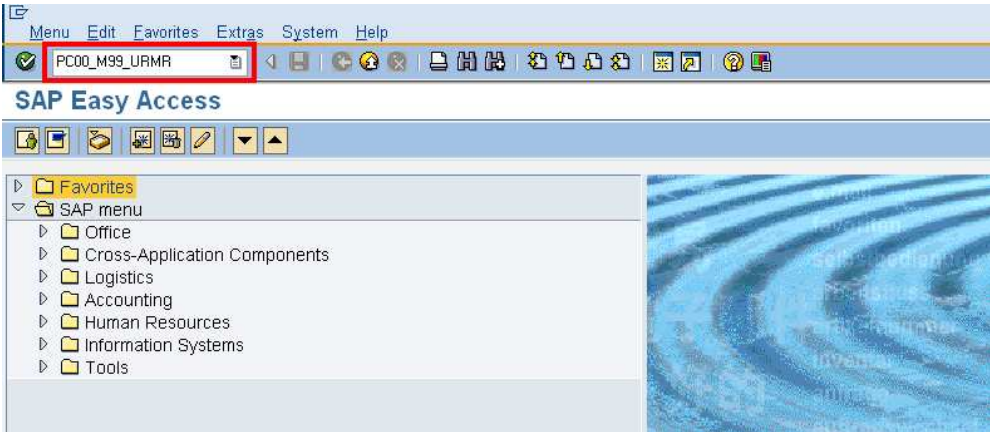 Menu Edit Favorites Extras System Help
PC00_M99_URMR
SAP Easy Access
Favorites
SAP menu
Office
Cross-Application Components
Logistics
Accounting
Human Resources
Information Systems
Tools